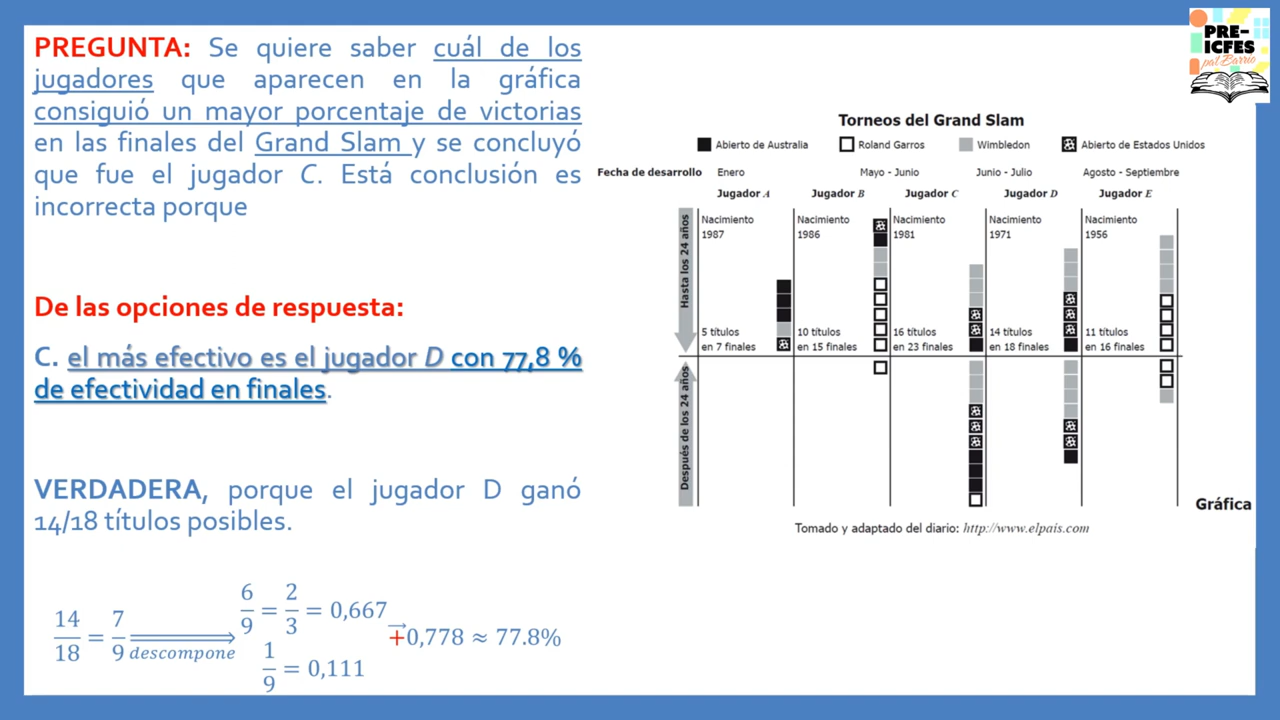 PREGUNTA: Se quiere saber cuál de los
jugadores que aparecen en la gráfica
consiguió un mayor porcentaje de victorias
en las finales del Grand Slam y se concluyó
que fue el jugador C. Está conclusión es
incorrecta porque
De las opciones de respuesta:
C. el más efectivo es el jugador D con 77,8 %
de efectividad en finales.
VERDADERA, porque el jugador D ganó
14/18 títulos posibles.
14/18 = 7/9 descompone 6/9 = 2/3 = 0,667
1/9 = 0,111
+0,778 ≈ 77.8%
PRE-
ICFES
pal Barrio
Torneos del Grand Slam
Abierto de Australia Roland Garros Wimbledon Abierto de Estados Unidos
Fecha de desarrollo Enero Mayo - Junio Junio - Julio Agosto - Septiembre
Jugador A Jugador B Jugador C Jugador D Jugador E
Hasta los 24 años
Nacimiento Nacimiento Nacimiento Nacimiento Nacimiento
1987 1986 1981 1971 1956
5 títulos 10 títulos 16 títulos 14 títulos 11 títulos
en 7 finales en 15 finales en 23 finales en 18 finales en 16 finales
Después de los 24 años
Gráfica
Tomado y adaptado del diario: http://www.elpais.com